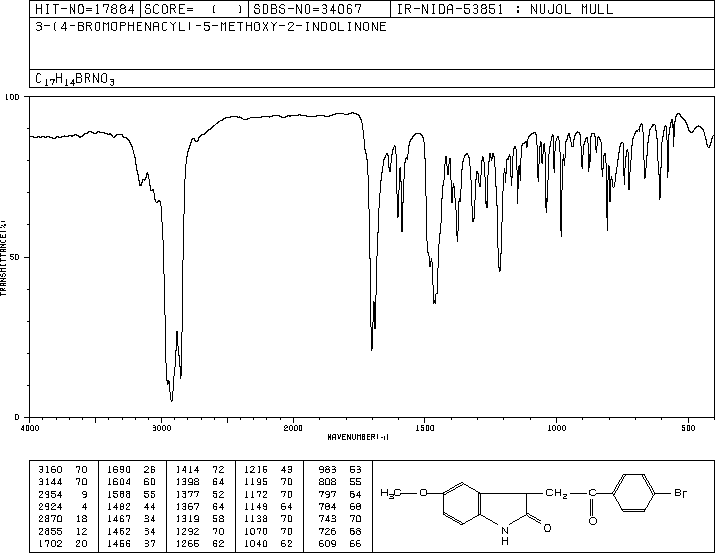 HIT-NO=17884 SCORE= ( ) SDBS-NO=34067 IR-NIDA-53851 : NUJOL MULL
3-(4-BROMOPHENACYL)-5-METHOXY-2-INDOLINONE
C17H14BRNO3
100
50
0
TRANSMITTANCE(%)
4000 3000 2000 1500 1000 500
WAVENUMBER(-1)
3160 70 1690 26 1414 72 1216 43 983 53
3144 70 1604 60 1398 64 1195 70 808 55
2954 9 1588 55 1377 52 1172 70 797 64
2924 4 1482 44 1367 64 1149 64 784 68
2870 18 1467 34 1319 58 1138 70 743 70
2855 12 1462 34 1292 70 1070 70 726 68
1702 20 1456 37 1266 62 1040 62 609 66
H3C O CH2 C Br
O
N
H
O